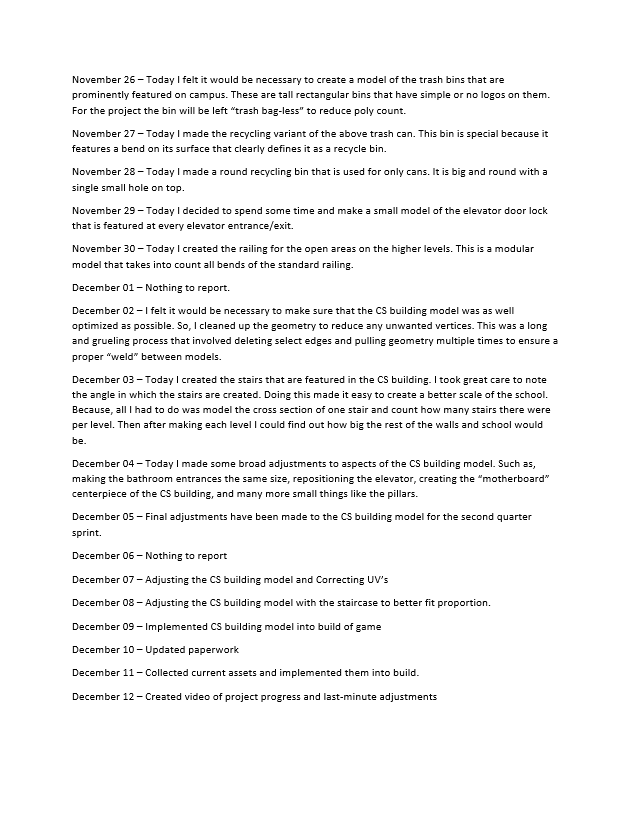 November 26 – Today I felt it would be necessary to create a model of the trash bins that are
prominently featured on campus. These are tall rectangular bins that have simple or no logos on them.
For the project the bin will be left “trash bag-less” to reduce poly count.
November 27 – Today I made the recycling variant of the above trash can. This bin is special because it
features a bend on its surface that clearly defines it as a recycle bin.
November 28 – Today I made a round recycling bin that is used for only cans. It is big and round with a
single small hole on top.
November 29 – Today I decided to spend some time and make a small model of the elevator door lock
that is featured at every elevator entrance/exit.
November 30 – Today I created the railing for the open areas on the higher levels. This is a modular
model that takes into count all bends of the standard railing.
December 01 – Nothing to report.
December 02 – I felt it would be necessary to make sure that the CS building model was as well
optimized as possible. So, I cleaned up the geometry to reduce any unwanted vertices. This was a long
and grueling process that involved deleting select edges and pulling geometry multiple times to ensure a
proper “weld” between models.
December 03 – Today I created the stairs that are featured in the CS building. I took great care to note
the angle in which the stairs are created. Doing this made it easy to create a better scale of the school.
Because, all I had to do was model the cross section of one stair and count how many stairs there were
per level. Then after making each level I could find out how big the rest of the walls and school would
be.
December 04 – Today I made some broad adjustments to aspects of the CS building model. Such as,
making the bathroom entrances the same size, repositioning the elevator, creating the “motherboard”
centerpiece of the CS building, and many more small things like the pillars.
December 05 – Final adjustments have been made to the CS building model for the second quarter
sprint.
December 06 – Nothing to report
December 07 – Adjusting the CS building model and Correcting UV’s
December 08 – Adjusting the CS building model with the staircase to better fit proportion.
December 09 – Implemented CS building model into build of game
December 10 – Updated paperwork
December 11 – Collected current assets and implemented them into build.
December 12 – Created video of project progress and last-minute adjustments